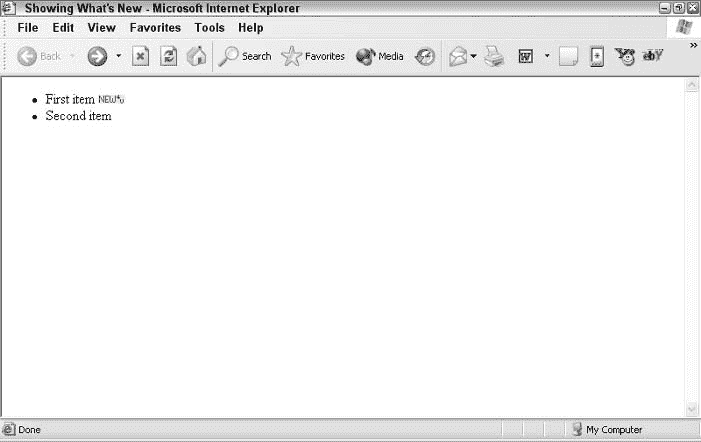 Showing What's New - Microsoft Internet Explorer
File Edit View Favorites Tools Help
Back Search Favorites Media
• First item NEW
• Second item
Done My Computer